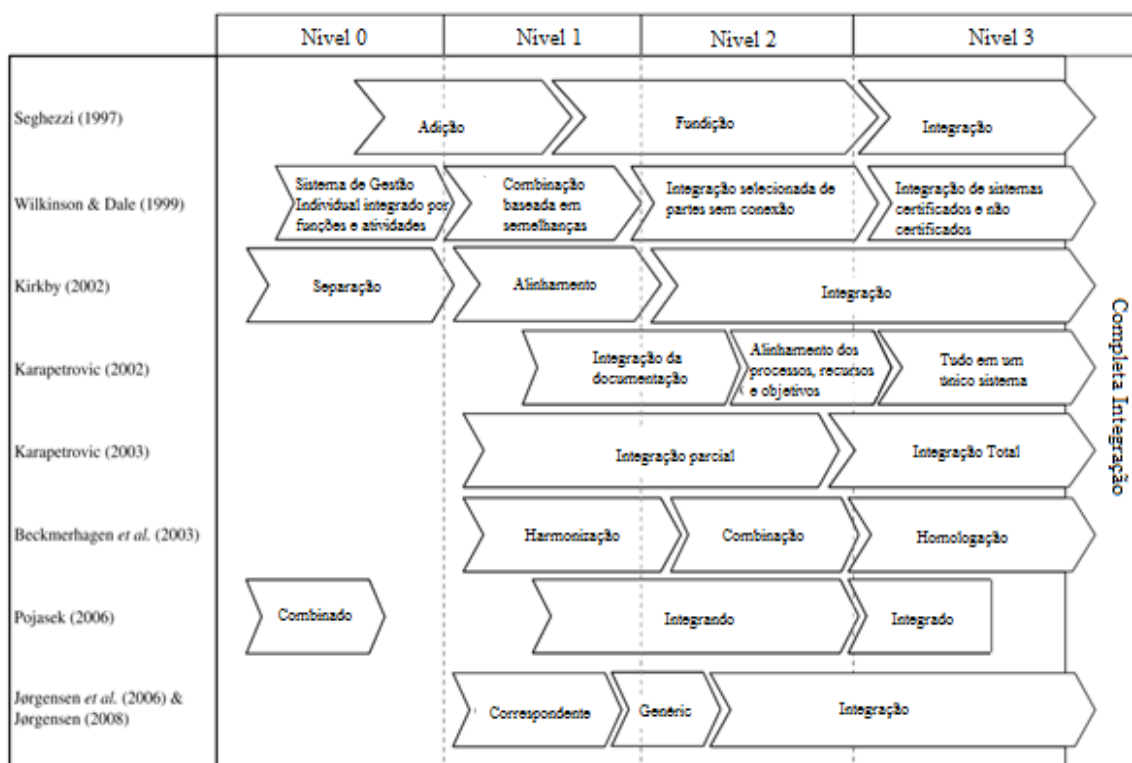 Nivel 0 Nivel 1 Nivel 2 Nivel 3
Seghezzi (1997)
Adição
Fundição
Integração
Wilkinson & Dale (1999)
Sistema de Gestão
Individual integrado por
funções e atividades
Combinação
baseada em
semelhanças
Integração selecionada de
partes sem conexão
Integração de sistemas
certificados e não
certificados
Kirkby (2002)
Separação
Alinhamento
Integração
Karapetrovic (2002)
Integração da
documentação
Alinhamento dos
processos, recursos
e objetivos
Tudo em um
único sistema
Karapetrovic (2003)
Integração parcial
Integração Total
Beckmerhagen et al. (2003)
Harmonização
Combinação
Homologação
Pojasek (2006)
Combinado
Integrando
Integrado
Jørgensen et al. (2006) &
Jørgensen (2008)
Correspondente
Genéric
Integração
Completa Integração